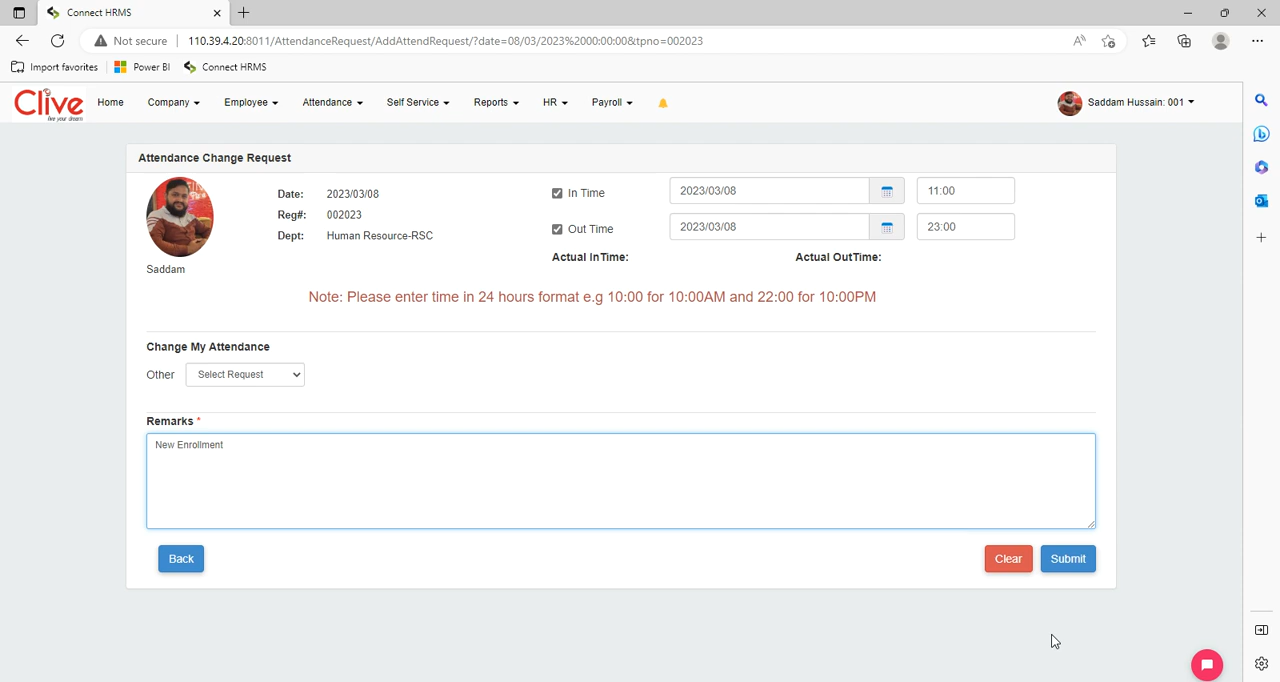 Connect HRMS
Not secure 110.39.4.20:8011/AttendanceRequest/AddAttendRequest/?date=08/03/2023%2000:00:00&tpno=002023
Import favorites Power BI Connect HRMS
Clive Home Company Employee Attendance Self Service Reports HR Payroll Saddam Hussain: 001
live your dream
Attendance Change Request
Date: 2023/03/08 In Time 2023/03/08 11:00
Reg#: 002023
Dept: Human Resource-RSC Out Time 2023/03/08 23:00
Actual InTime: Actual OutTime:
Saddam
Note: Please enter time in 24 hours format e.g 10:00 for 10:00AM and 22:00 for 10:00PM
Change My Attendance
Other Select Request
Remarks *
New Enrollment
Back Clear Submit